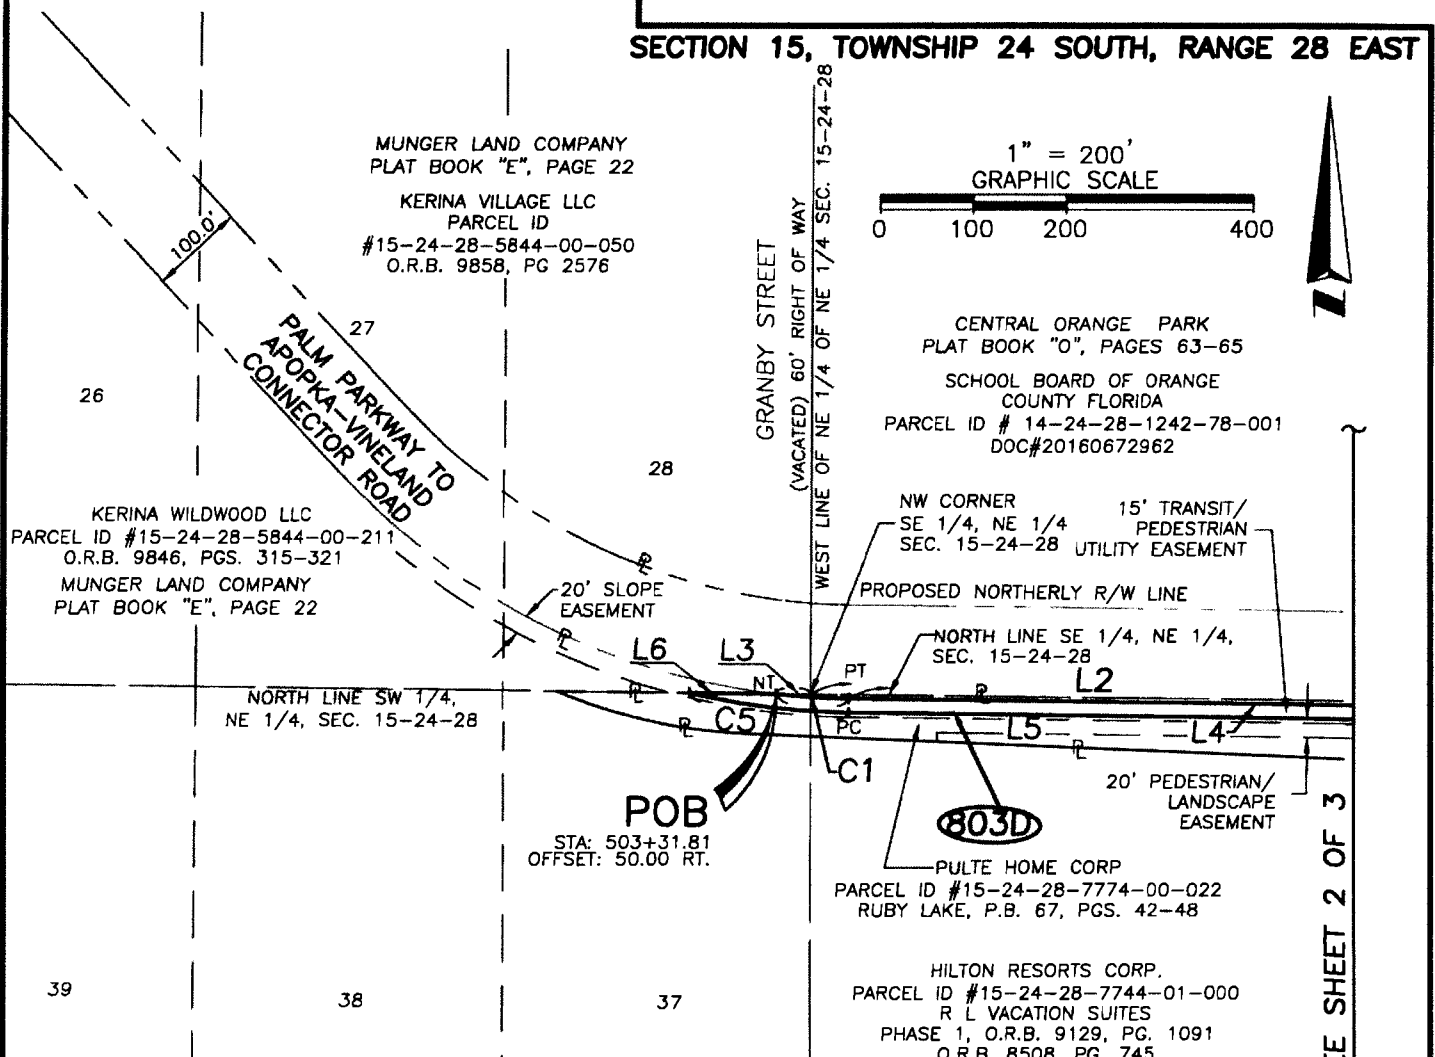 SECTION 15, TOWNSHIP 24 SOUTH, RANGE 28 EAST
MUNGER LAND COMPANY
PLAT BOOK "E", PAGE 22
KERINA VILLAGE LLC
PARCEL ID
#15-24-28-5844-00-050
O.R.B. 9858, PG 2576
1" = 200'
GRAPHIC SCALE
0 100 200 400
100.0'
GRANBY STREET
(VACATED) 60' RIGHT OF WAY
WEST LINE OF NE 1/4 OF NE 1/4 SEC. 15-24-28
CENTRAL ORANGE PARK
PLAT BOOK "O", PAGES 63-65
SCHOOL BOARD OF ORANGE
COUNTY FLORIDA
PARCEL ID # 14-24-28-1242-78-001
DOC#20160672962
27
26
28
PALM PARKWAY TO
APOPKA-VINELAND
CONNECTOR ROAD
KERINA WILDWOOD LLC
PARCEL ID #15-24-28-5844-00-211
O.R.B. 9846, PGS. 315-321
MUNGER LAND COMPANY
PLAT BOOK "E", PAGE 22
NW CORNER
SE 1/4, NE 1/4
SEC. 15-24-28
15' TRANSIT/
PEDESTRIAN
UTILITY EASEMENT
20' SLOPE
EASEMENT
PROPOSED NORTHERLY R/W LINE
NORTH LINE SE 1/4, NE 1/4,
SEC. 15-24-28
L6
L3
NT
PT
L2
PL
PL
PL
PL
PL
PL
NORTH LINE SW 1/4,
NE 1/4, SEC. 15-24-28
C5
PC
L5
L4
C1
POB
STA: 503+31.81
OFFSET: 50.00 RT.
803D
20' PEDESTRIAN/
LANDSCAPE
EASEMENT
PULTE HOME CORP
PARCEL ID #15-24-28-7774-00-022
RUBY LAKE, P.B. 67, PGS. 42-48
39
38
37
HILTON RESORTS CORP.
PARCEL ID #15-24-28-7744-01-000
R L VACATION SUITES
PHASE 1, O.R.B. 9129, PG. 1091
O.R.B. 8508, PG. 745
EE SHEET 2 OF 3